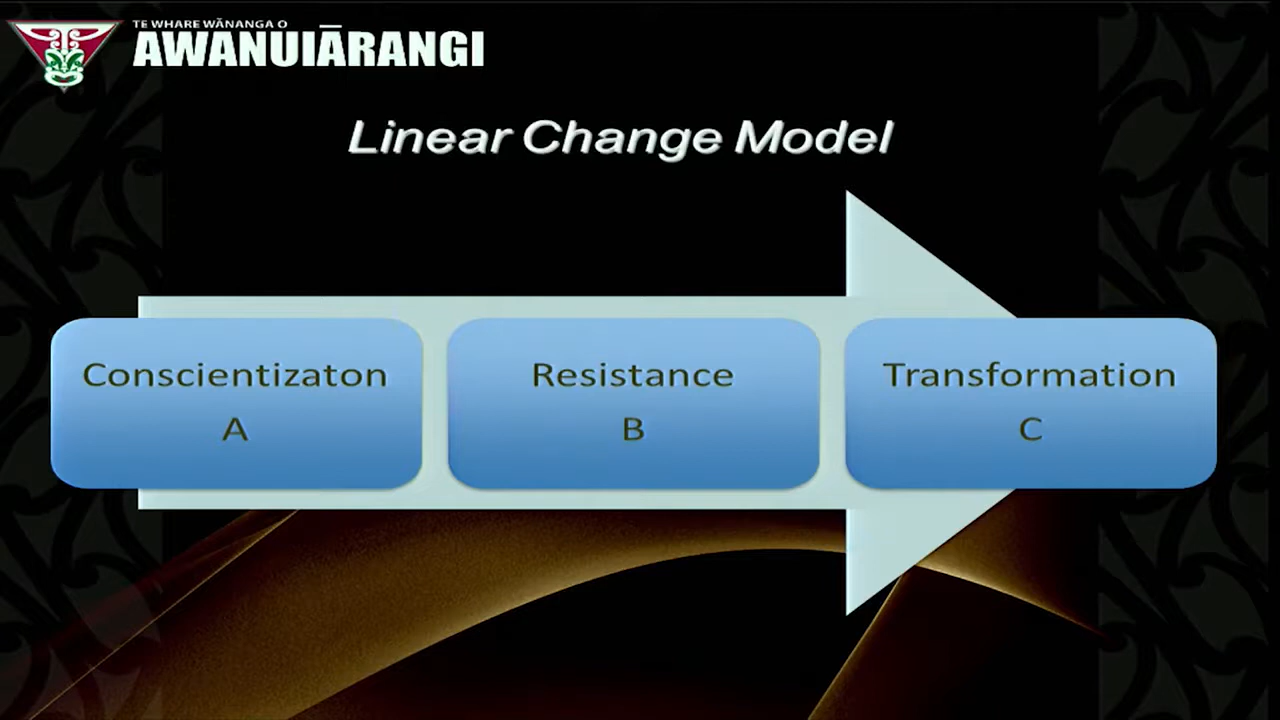 TE WHARE WĀNANGA O
AWANUIĀRANGI
Linear Change Model
Conscientizaton
A
Resistance
B
Transformation
C